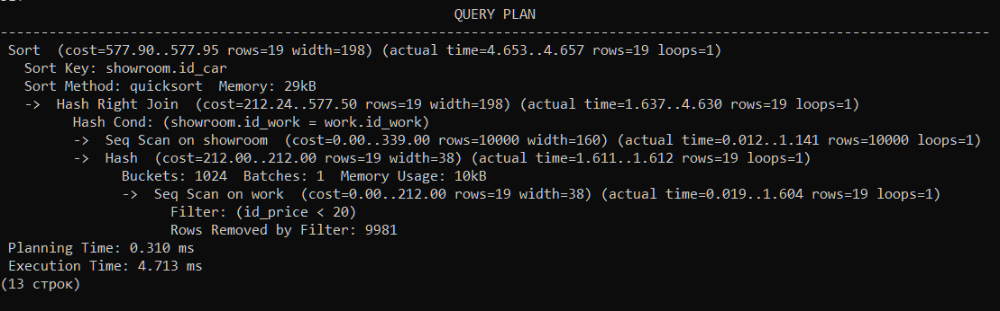 QUERY PLAN
-------------------------------------------------------------------------------------------------------------------------
Sort  (cost=577.90..577.95 rows=19 width=198) (actual time=4.653..4.657 rows=19 loops=1)
  Sort Key: showroom.id_car
  Sort Method: quicksort  Memory: 29kB
  ->  Hash Right Join  (cost=212.24..577.50 rows=19 width=198) (actual time=1.637..4.630 rows=19 loops=1)
        Hash Cond: (showroom.id_work = work.id_work)
        ->  Seq Scan on showroom  (cost=0.00..339.00 rows=10000 width=160) (actual time=0.012..1.141 rows=10000 loops=1)
        ->  Hash  (cost=212.00..212.00 rows=19 width=38) (actual time=1.611..1.612 rows=19 loops=1)
              Buckets: 1024  Batches: 1  Memory Usage: 10kB
              ->  Seq Scan on work  (cost=0.00..212.00 rows=19 width=38) (actual time=0.019..1.604 rows=19 loops=1)
                    Filter: (id_price < 20)
                    Rows Removed by Filter: 9981
Planning Time: 0.310 ms
Execution Time: 4.713 ms
(13 строк)